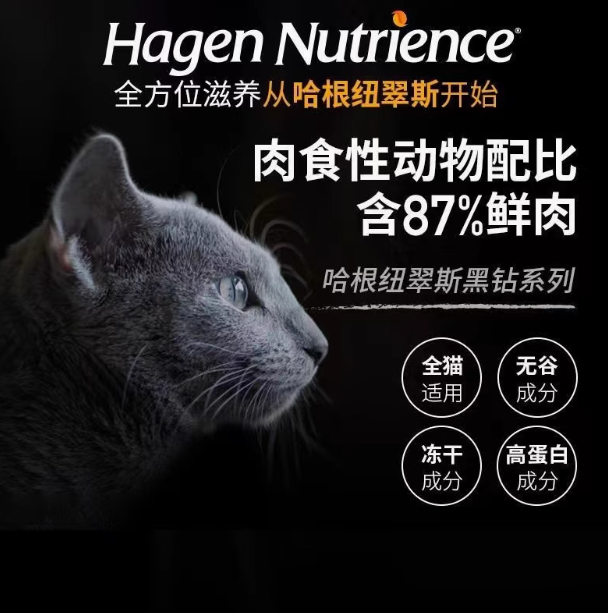 Hagen Nutrience®
全方位滋养从哈根纽翠斯开始
肉食性动物配比
含87%鲜肉
哈根纽翠斯黑钻系列
全猫
适用
无谷
成分
冻干
成分
高蛋白
成分